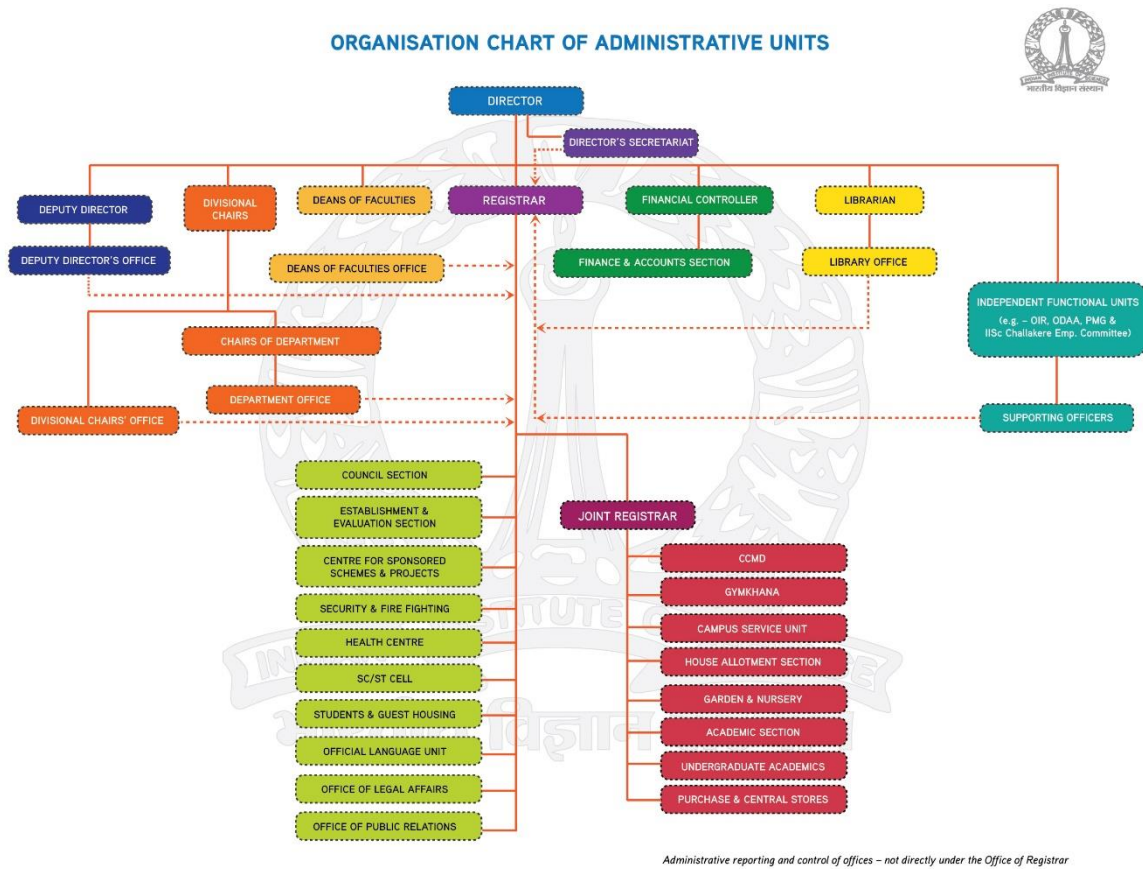 ORGANISATION CHART OF ADMINISTRATIVE UNITS
भारतीय विज्ञान संस्थान
DIRECTOR
DIRECTOR'S SECRETARIAT
DEPUTY DIRECTOR
DIVISIONAL
CHAIRS
DEANS OF FACULTIES
REGISTRAR
FINANCIAL CONTROLLER
LIBRARIAN
DEPUTY DIRECTOR'S OFFICE
DEANS OF FACULTIES OFFICE
FINANCE & ACCOUNTS SECTION
LIBRARY OFFICE
INDEPENDENT FUNCTIONAL UNITS
(e.g. – OIR, ODAA, PMG &
IISc Challakere Emp. Committee)
CHAIRS OF DEPARTMENT
DEPARTMENT OFFICE
DIVISIONAL CHAIRS' OFFICE
SUPPORTING OFFICERS
COUNCIL SECTION
ESTABLISHMENT &
EVALUATION SECTION
CENTRE FOR SPONSORED
SCHEMES & PROJECTS
SECURITY & FIRE FIGHTING
HEALTH CENTRE
SC/ST CELL
STUDENTS & GUEST HOUSING
OFFICIAL LANGUAGE UNIT
OFFICE OF LEGAL AFFAIRS
OFFICE OF PUBLIC RELATIONS
JOINT REGISTRAR
CCMD
GYMKHANA
CAMPUS SERVICE UNIT
HOUSE ALLOTMENT SECTION
GARDEN & NURSERY
ACADEMIC SECTION
UNDERGRADUATE ACADEMICS
PURCHASE & CENTRAL STORES
विज्ञान
Administrative reporting and control of offices – not directly under the Office of Registrar